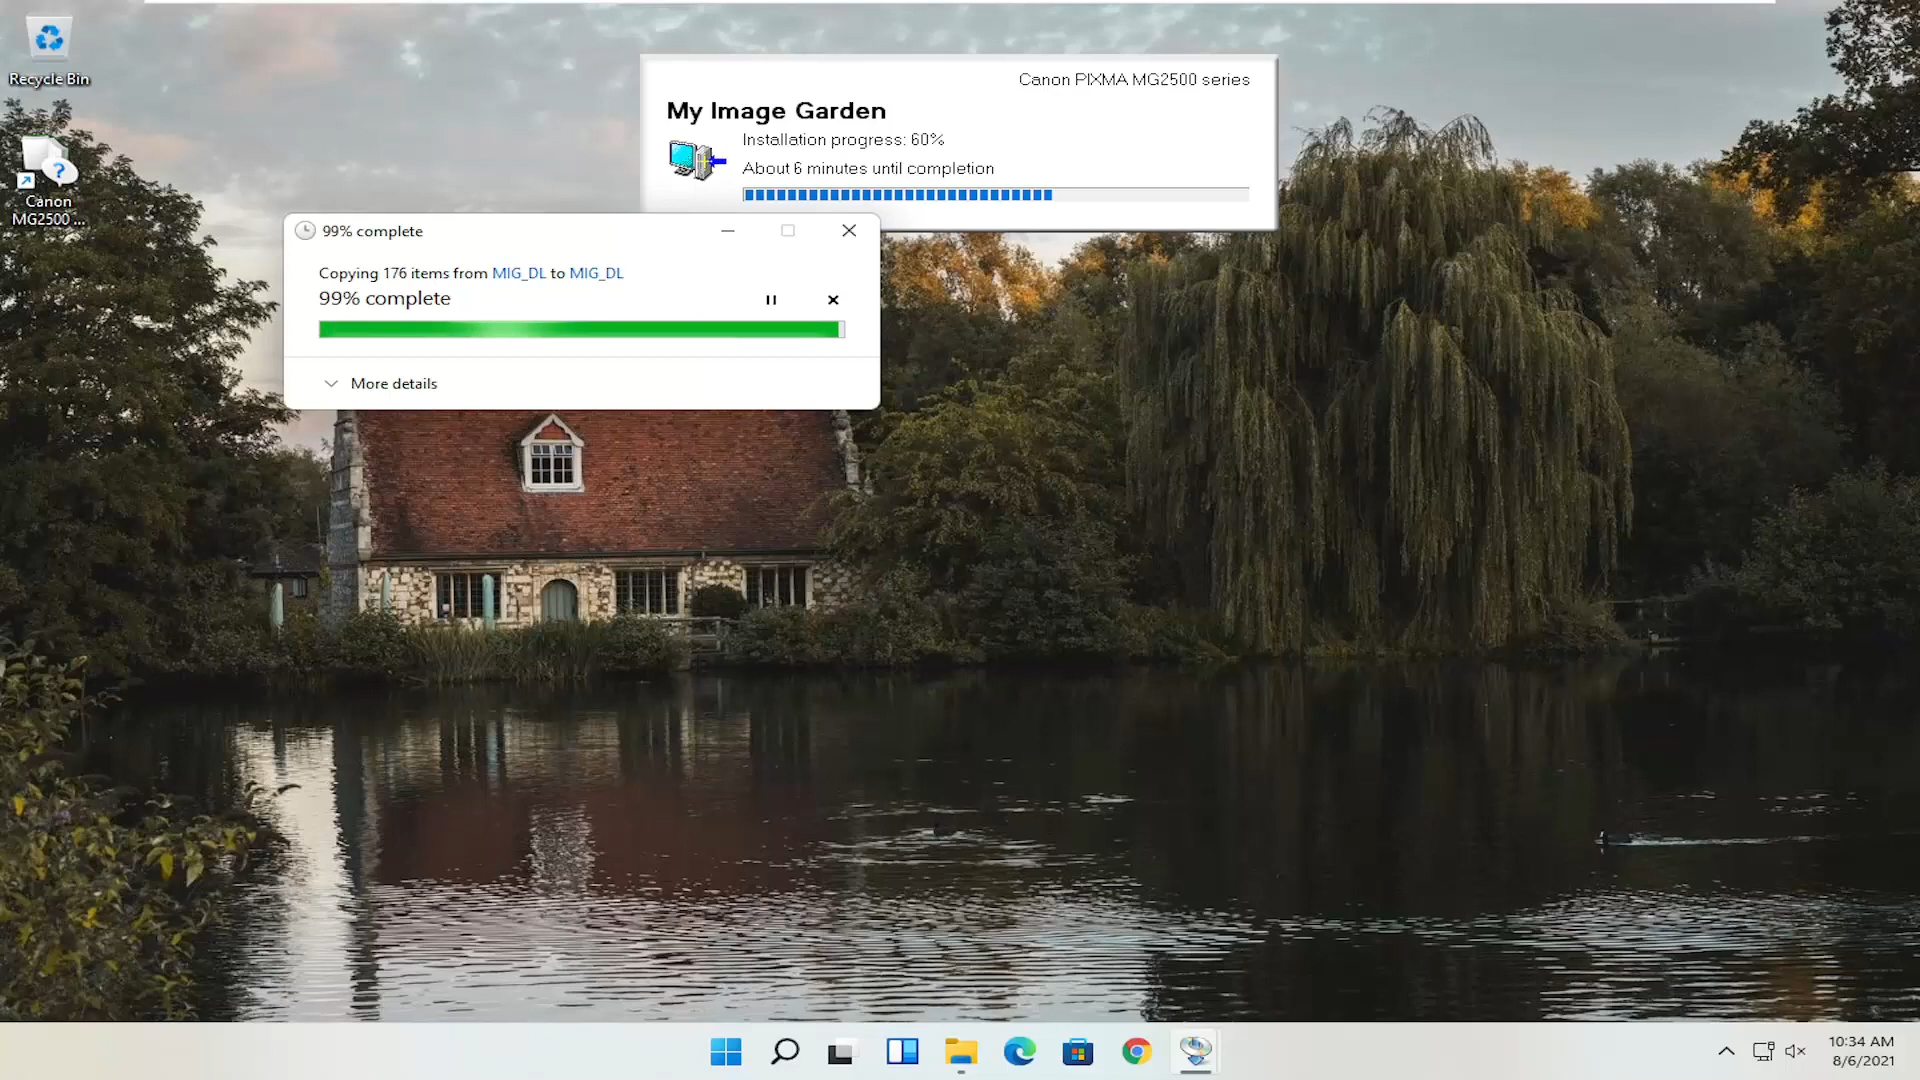 Recycle Bin
Canon
MG2500 ...
Canon PIXMA MG2500 series
My Image Garden
Installation progress: 60%
About 6 minutes until completion
99% complete
Copying 176 items from MIG_DL to MIG_DL
99% complete
More details
10:34 AM
8/6/2021